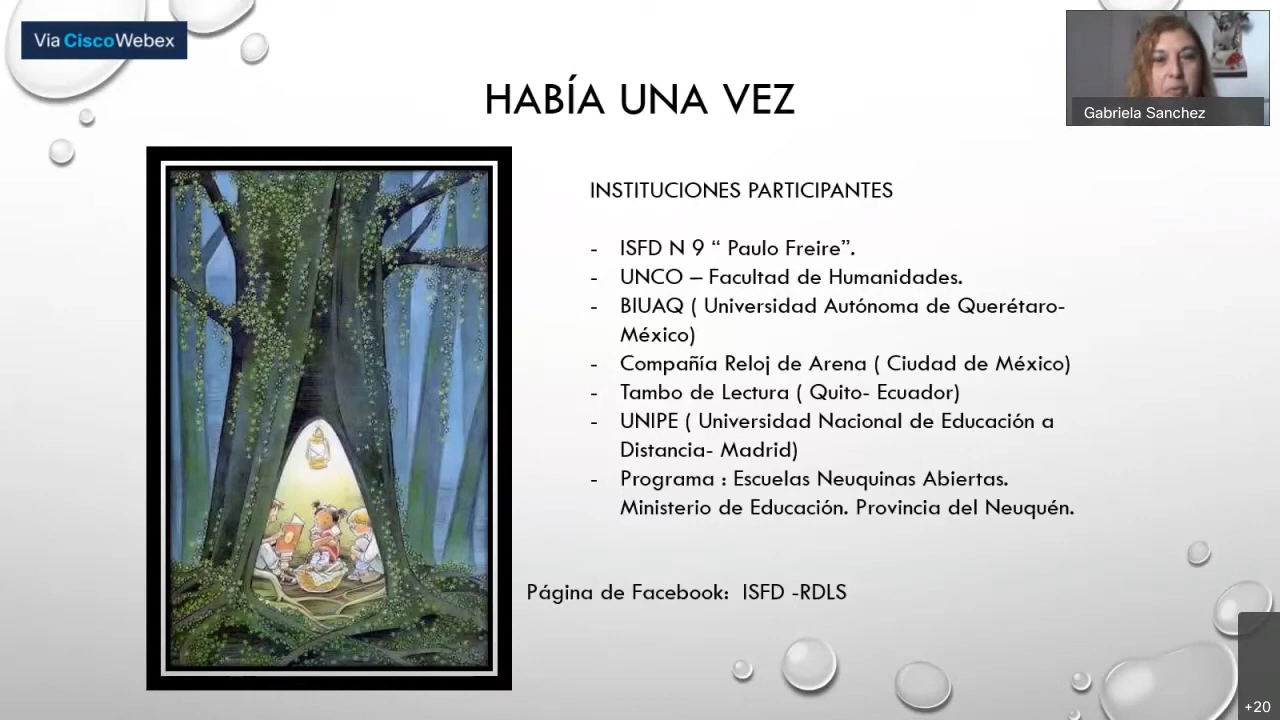 Via Cisco Webex
Gabriela Sanchez
HABÍA UNA VEZ
INSTITUCIONES PARTICIPANTES
- ISFD N 9 “ Paulo Freire”.
- UNCO – Facultad de Humanidades.
- BIUAQ ( Universidad Autónoma de Querétaro-
México)
- Compañía Reloj de Arena ( Ciudad de México)
- Tambo de Lectura ( Quito- Ecuador)
- UNIPE ( Universidad Nacional de Educación a
Distancia- Madrid)
- Programa : Escuelas Neuquinas Abiertas.
Ministerio de Educación. Provincia del Neuquén.
Página de Facebook: ISFD -RDLS
+20